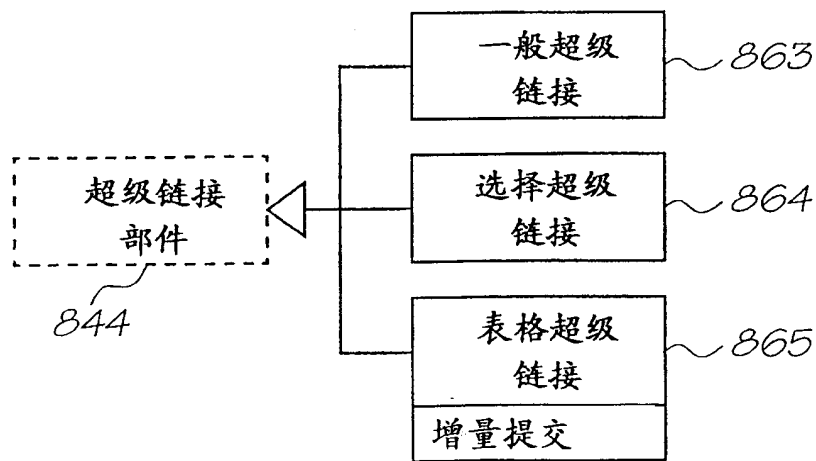 一般超级
链接
863
超级链接
部件
844
选择超级
链接
864
表格超级
链接
865
增量提交